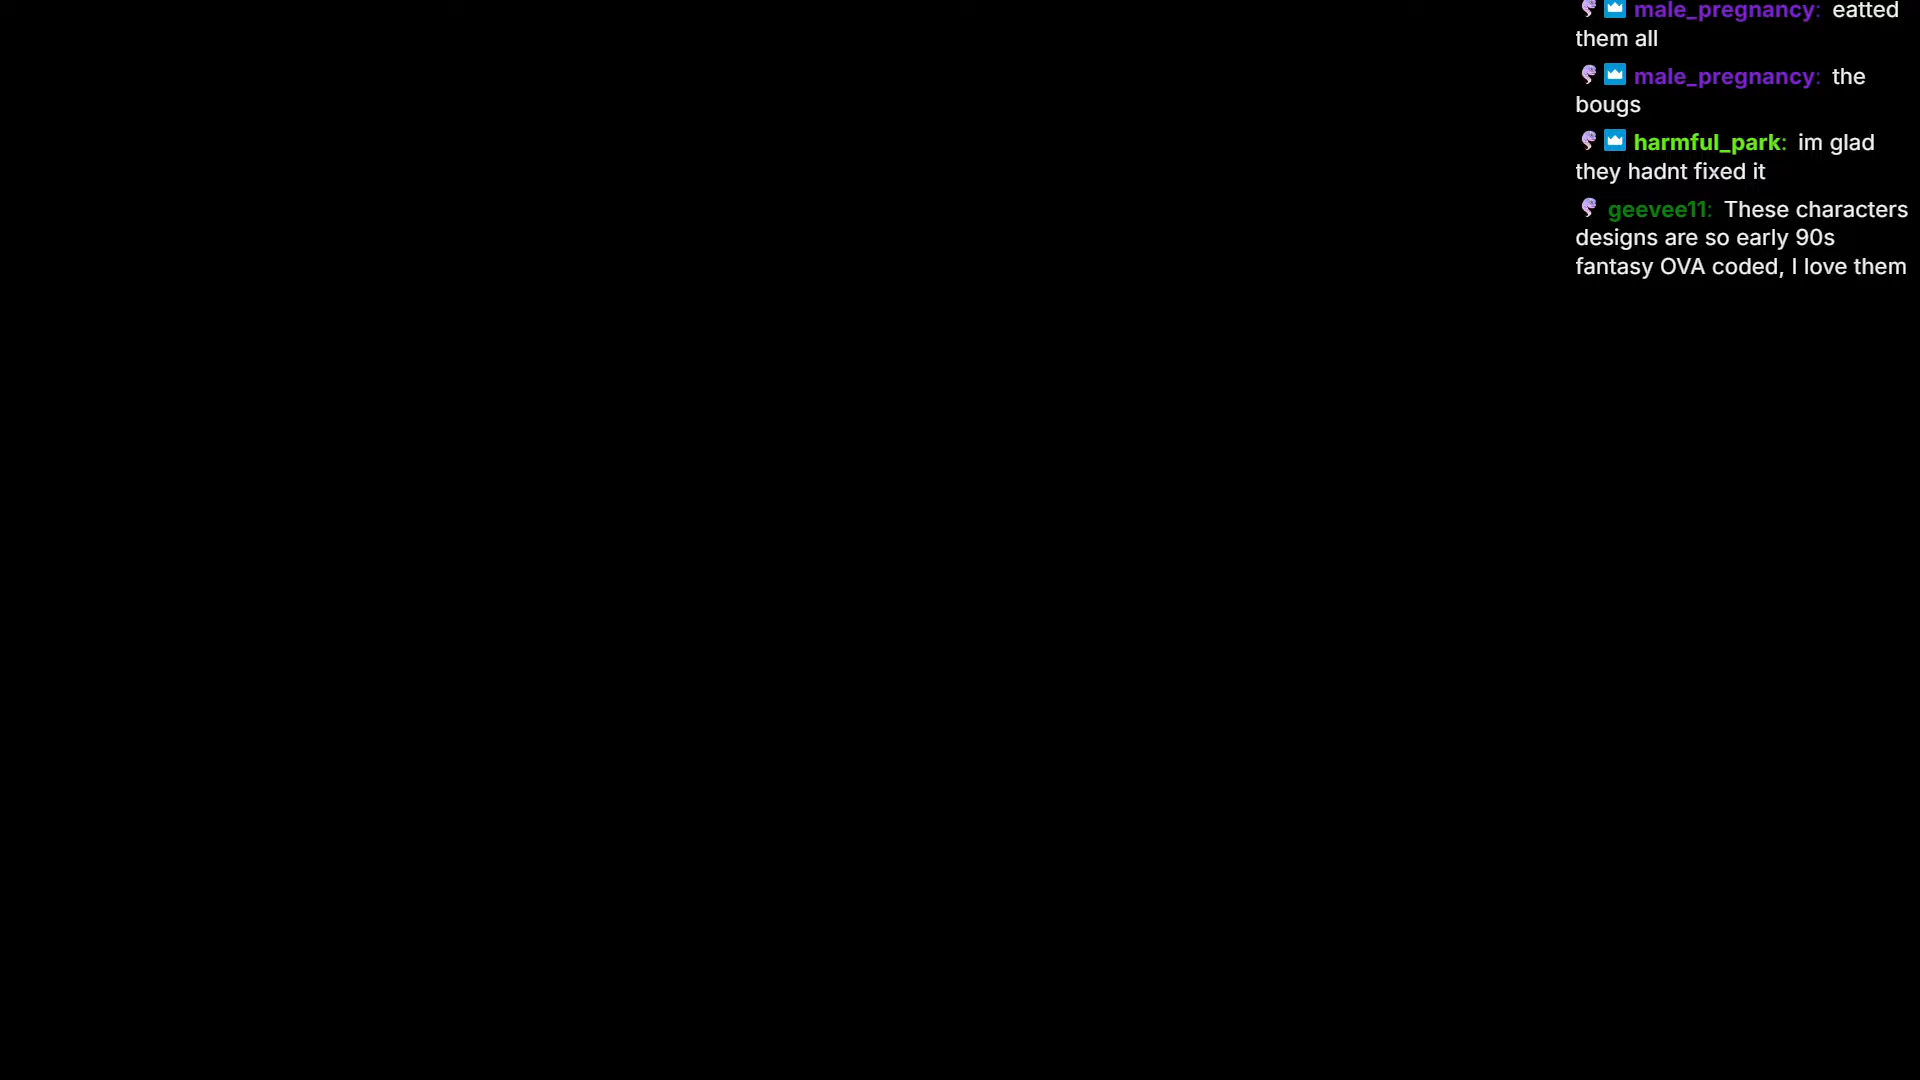 male_pregnancy: eatted
them all
male_pregnancy: the
bougs
harmful_park: im glad
they hadnt fixed it
geevee11: These characters
designs are so early 90s
fantasy OVA coded, I love them